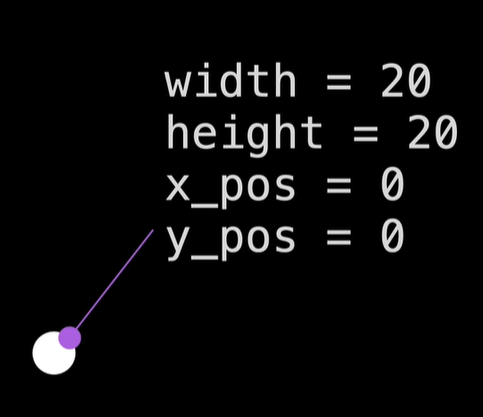 width = 20
height = 20
x_pos = 0
y_pos = 0